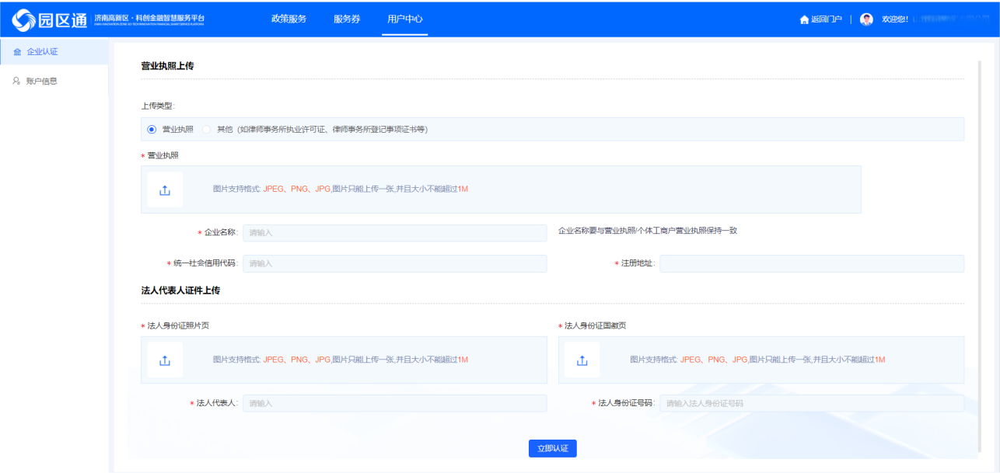 园区通 济南高新区·科创金融智慧服务平台 政策服务 服务券 用户中心 返回门户 | 欢迎您!
企业认证
账户信息
营业执照上传
上传类型:
营业执照 其他 (如律师事务所执业许可证、律师事务所登记事项证书等)
* 营业执照
图片支持格式: JPEG、PNG、JPG,图片只能上传一张,并且大小不能超过1M
* 企业名称: 请输入 企业名称要与营业执照/个体工商户营业执照保持一致
* 统一社会信用代码: 请输入 * 注册地址:
法人代表人证件上传
* 法人身份证照片页 * 法人身份证国徽页
图片支持格式: JPEG、PNG、JPG,图片只能上传一张,并且大小不能超过1M 图片支持格式: JPEG、PNG、JPG,图片只能上传一张,并且大小不能超过1M
* 法人代表人: 请输入 * 法人身份证号码: 请输入法人身份证号码
立即认证